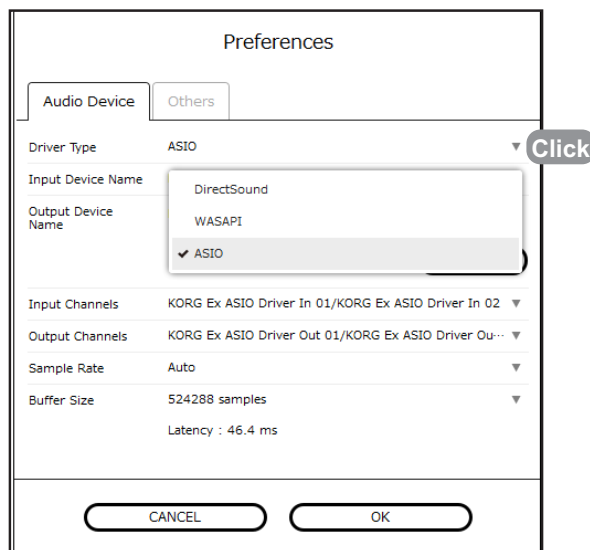 Preferences
Audio Device Others
Driver Type ASIO ▼ Click
Input Device Name
DirectSound
Output Device
Name
WASAPI
✔ ASIO
Input Channels KORG Ex ASIO Driver In 01/KORG Ex ASIO Driver In 02 ▼
Output Channels KORG Ex ASIO Driver Out 01/KORG Ex ASIO Driver Ou··· ▼
Sample Rate Auto ▼
Buffer Size 524288 samples ▼
Latency : 46.4 ms
CANCEL OK